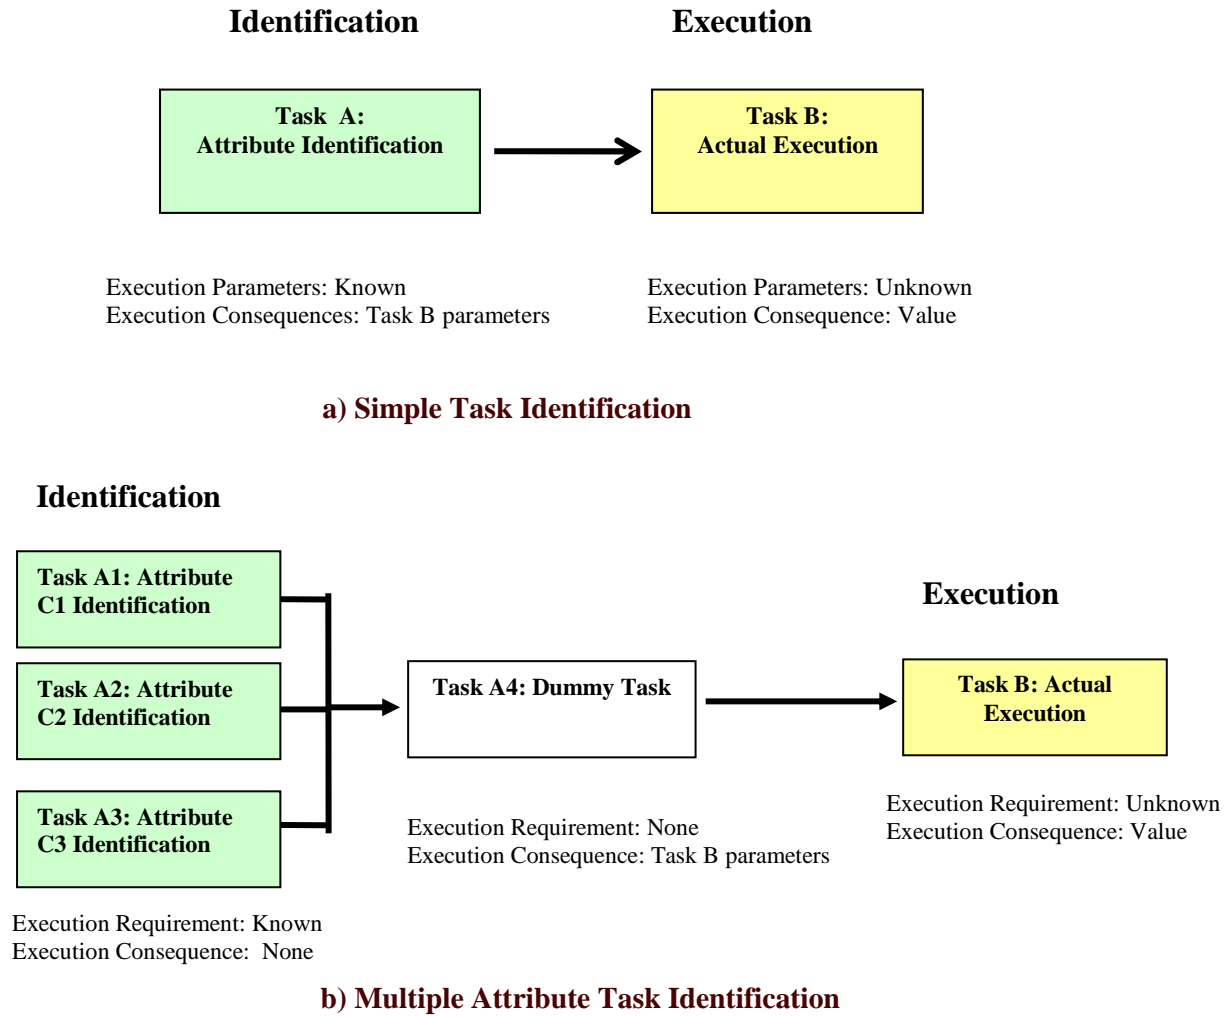 Identification
Execution
Task A:
Attribute Identification
Task B:
Actual Execution
Execution Parameters: Known
Execution Consequences: Task B parameters
Execution Parameters: Unknown
Execution Consequence: Value
a) Simple Task Identification
Identification
Task A1: Attribute
C1 Identification
Task A2: Attribute
C2 Identification
Task A3: Attribute
C3 Identification
Execution Requirement: Known
Execution Consequence: None
Task A4: Dummy Task
Execution Requirement: None
Execution Consequence: Task B parameters
Execution
Task B: Actual
Execution
Execution Requirement: Unknown
Execution Consequence: Value
b) Multiple Attribute Task Identification